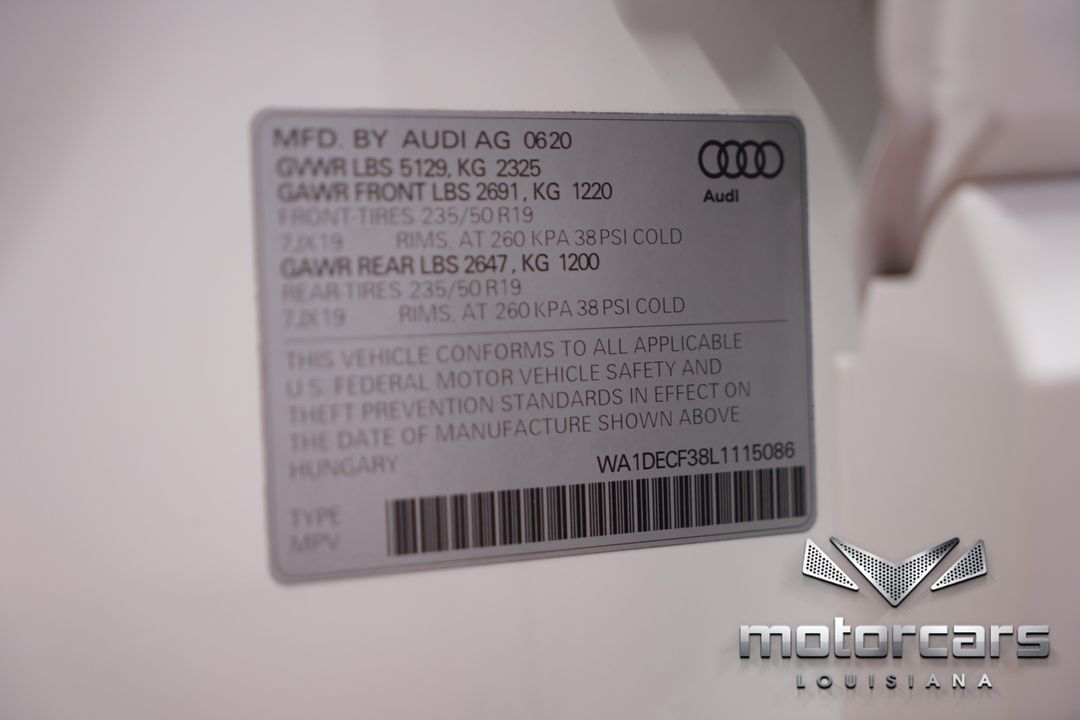 MFD. BY AUDI AG 0620
GVWR LBS 5129, KG 2325
GAWR FRONT LBS 2691, KG 1220
FRONT-TIRES 235/50 R19
7JX19 RIMS, AT 260 KPA 38 PSI COLD
GAWR REAR LBS 2647, KG 1200
REAR-TIRES 235/50 R19
7JX19 RIMS, AT 260 KPA 38 PSI COLD
Audi
THIS VEHICLE CONFORMS TO ALL APPLICABLE
U.S. FEDERAL MOTOR VEHICLE SAFETY AND
THEFT PREVENTION STANDARDS IN EFFECT ON
THE DATE OF MANUFACTURE SHOWN ABOVE.
HUNGARY WA1DECF38L1115086
TYPE
MPV
motorcars
LOUISIANA